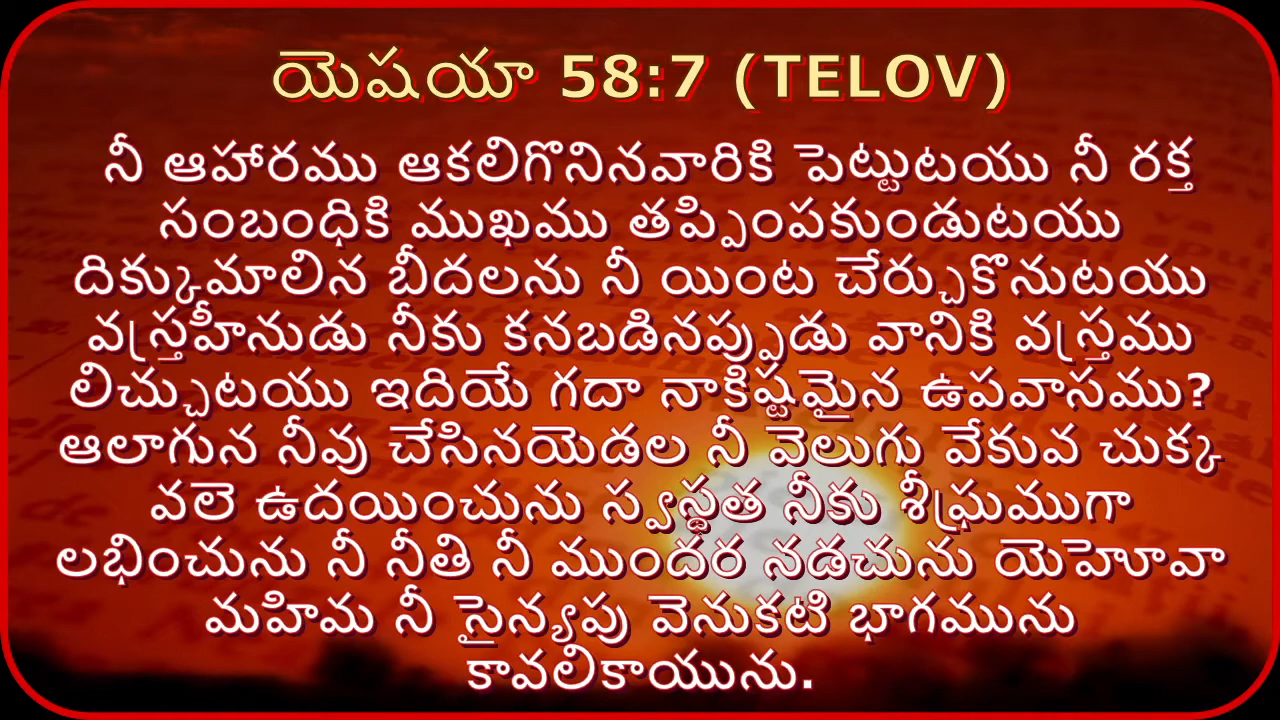 యెషయా 58:7 (TELOV)
నీ ఆహారము ఆకలిగొనినవారికి పెట్టుటయు నీ రక్త
సంబంధికి ముఖము తప్పింపకుండుటయు
దిక్కుమాలిన బీదలను నీ యింట చేర్చుకొనుటయు
వస్త్రహీనుడు నీకు కనబడినప్పుడు వానికి వస్త్రము
లిచ్చుటయు ఇదియే గదా నాకిష్టమైన ఉపవాసము?
ఆలాగున నీవు చేసినయెడల నీ వెలుగు వేకువ చుక్క
వలె ఉదయించును స్వస్థత నీకు శీఘ్రముగా
లభించును నీ నీతి నీ ముందర నడచును యెహెూవా
మహిమ నీ సైన్యపు వెనుకటి భాగమును
కావలికాయును.